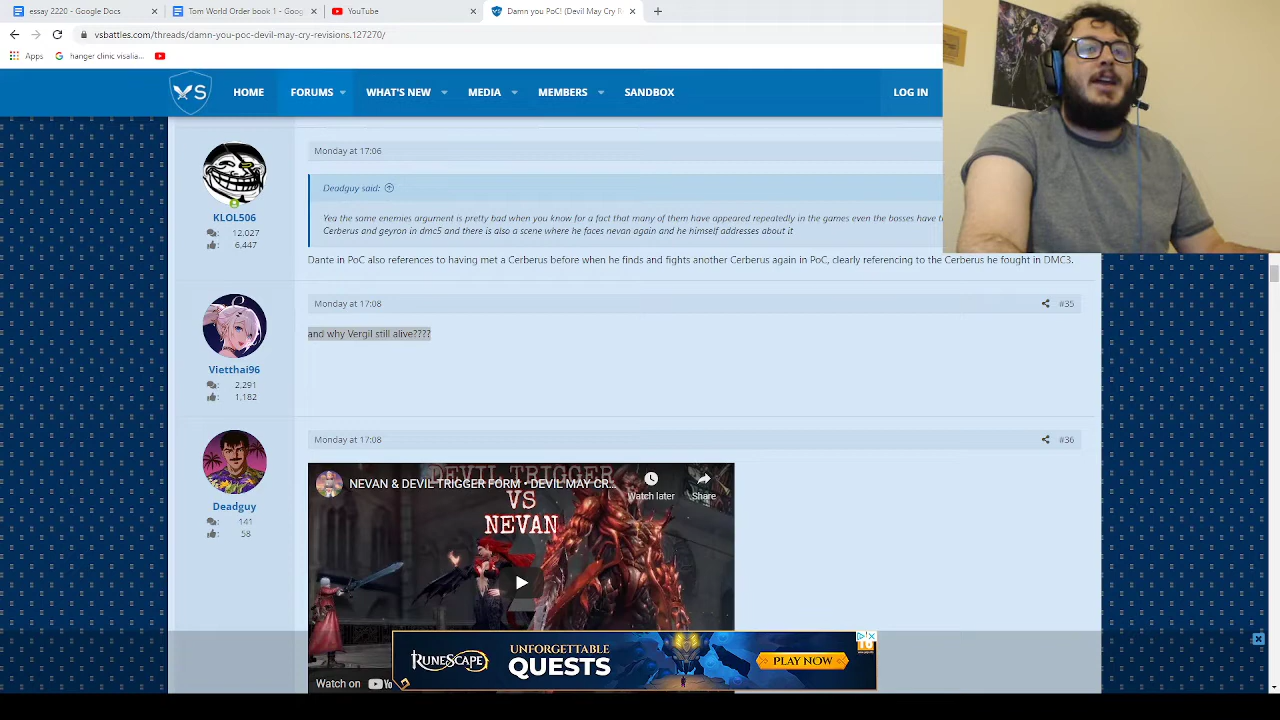 essay 2220 - Google Docs
Tom World Order book 1 - Goog
YouTube
Damn you PoC! (Devil May Cry R
vsbattles.com/threads/damn-you-poc-devil-may-cry-revisions.127270/
Apps
hanger clinic visalia...
VS
HOME
FORUMS
WHAT'S NEW
MEDIA
MEMBERS
SANDBOX
LOG IN
KLOL506
12.027
6,447
Monday at 17:06
Deadguy said:
Yea the same enemies argument is pretty bad when you know for a fact that many of them have appeared repeatedly in the games even the bosses have
Cerberus and geyron in dmc5 and there is also a scene where he faces nevan again and he himself addresses about it
Dante in PoC also references to having met a Cerberus before when he finds and fights another Cerberus again in PoC, clearly referencing to the Cerberus he fought in DMC3.
Vietthai96
2.291
1,182
Monday at 17:08
#35
and why Vergil still alive????
Deadguy
141
58
Monday at 17:08
#36
NEVAN & DEVIL TRIGGER FORM - DEVIL MAY CR...
Watch later
Share
DEVIL TRIGGER
VS
NEVAN
Watch on
RUNESCAPE
UNFORGETTABLE
QUESTS
PLAY NOW